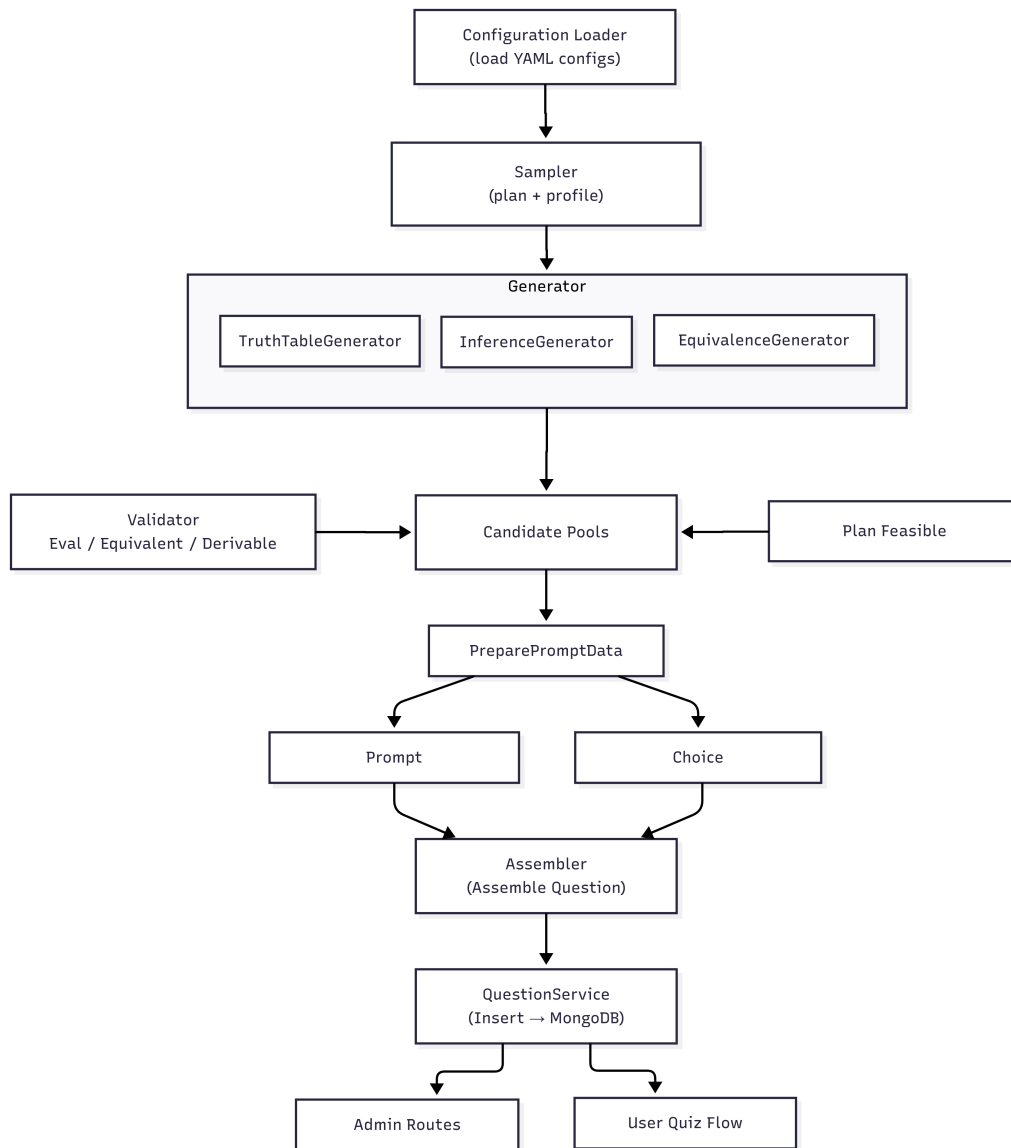 Configuration Loader
(load YAML configs)
Sampler
(plan + profile)
Generator
TruthTableGenerator
InferenceGenerator
EquivalenceGenerator
Validator
Eval / Equivalent / Derivable
Candidate Pools
Plan Feasible
PreparePromptData
Prompt
Choice
Assembler
(Assemble Question)
QuestionService
(Insert → MongoDB)
Admin Routes
User Quiz Flow